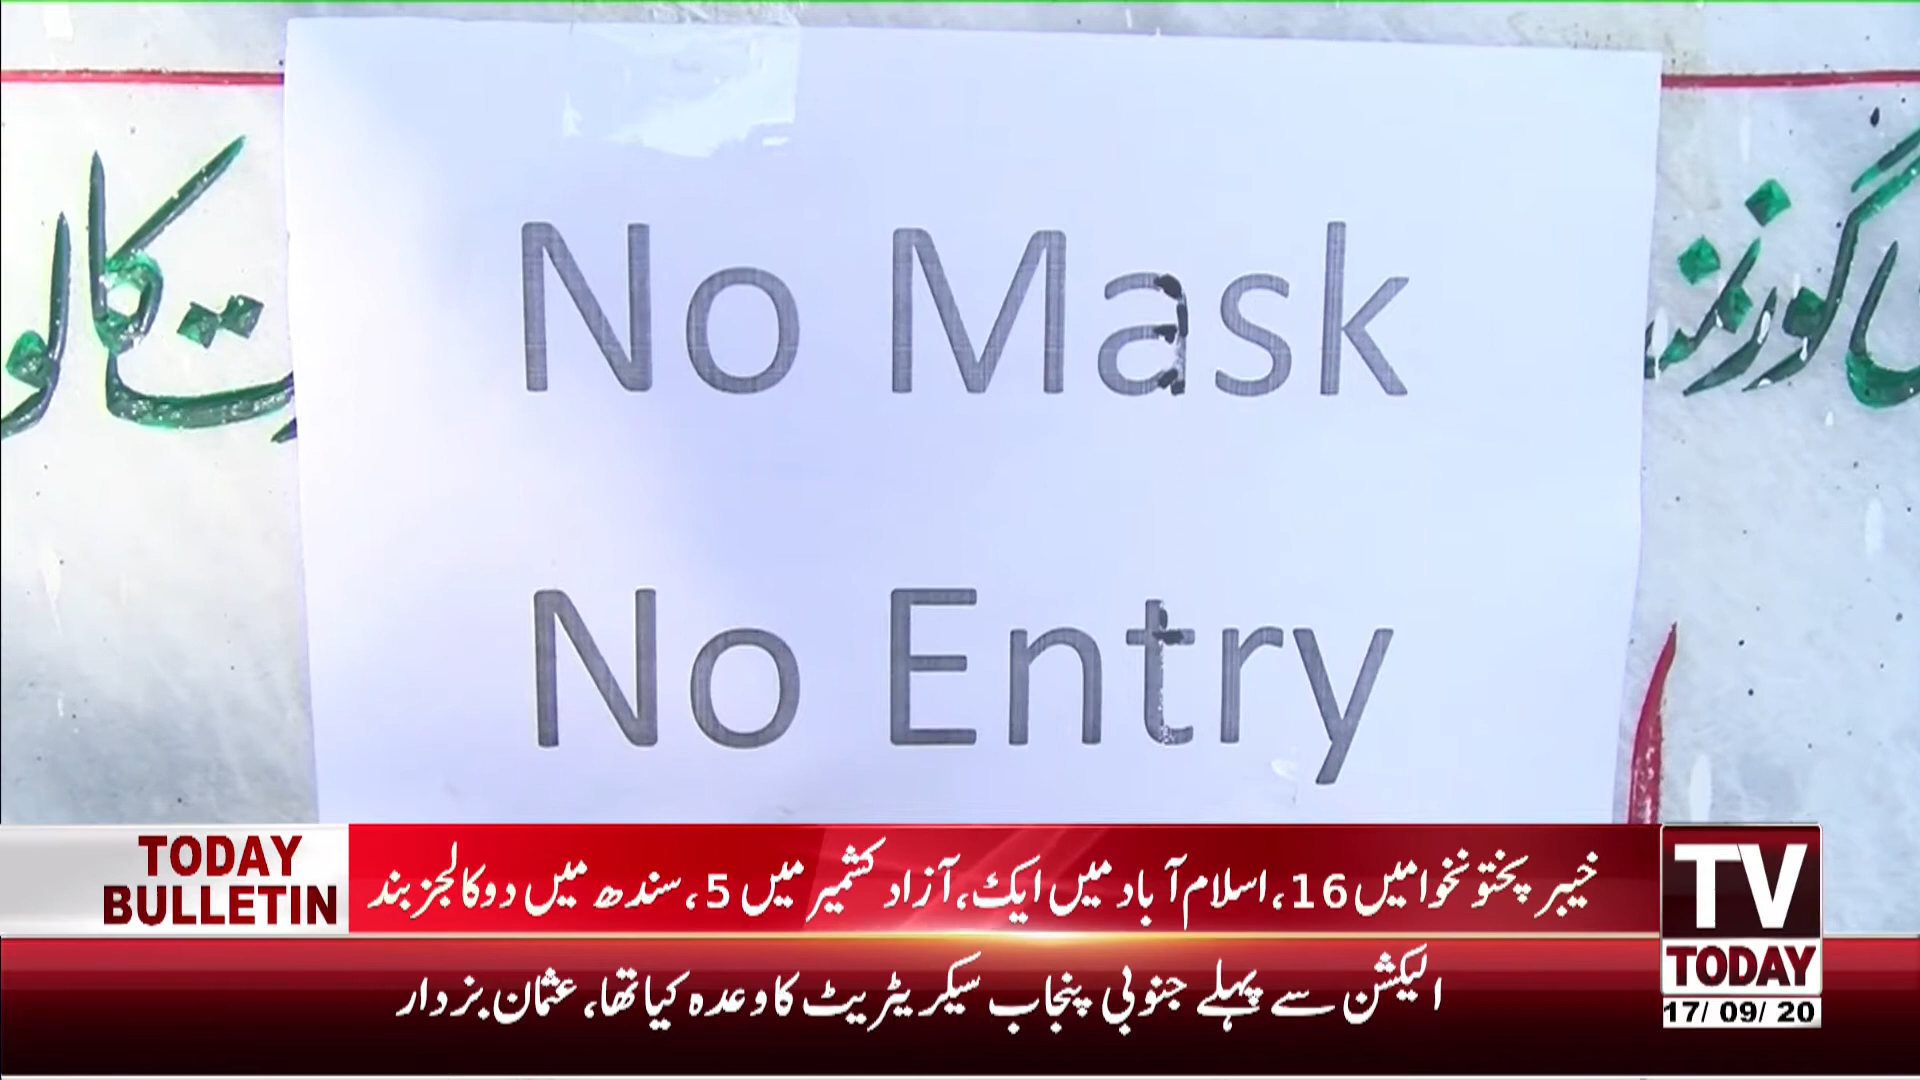 No Mask
No Entry
TODAY
BULLETIN
خیبر پختونخوا میں 16، اسلام آباد میں ایک، آزاد کشمیر میں 5، سندھ میں دو کالجز بند
الیکشن سے پہلے جنوبی پنجاب سیکریٹریٹ کا وعدہ کیا تھا، عثمان بزدار
TV
TODAY
17/ 09/ 20